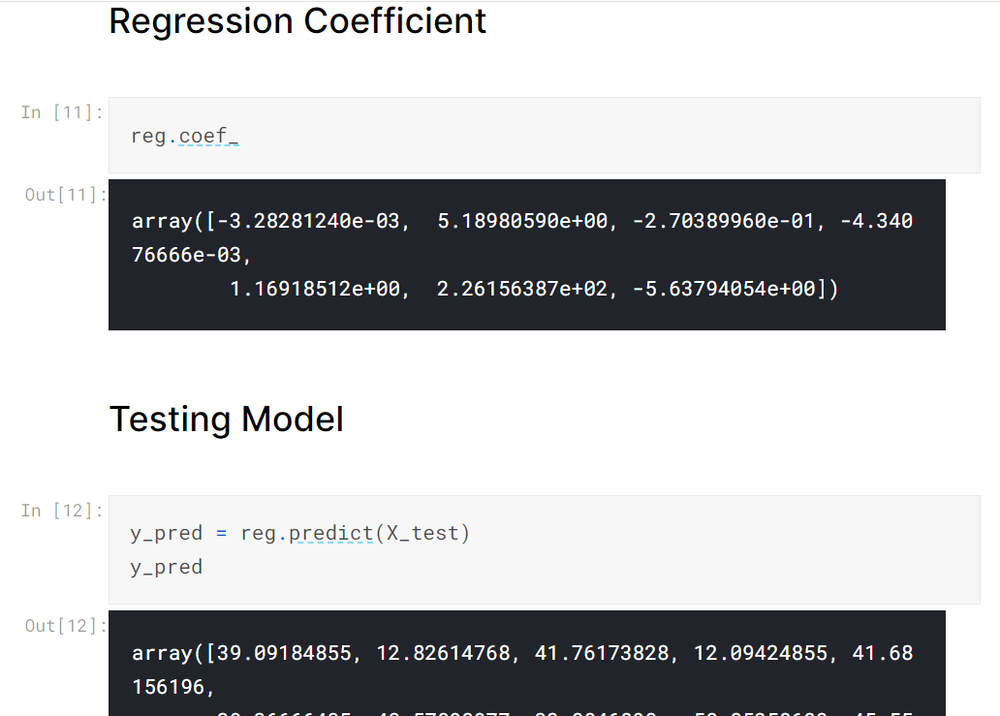 Regression Coefficient
In [11]:
reg.coef_
Out[11]:
array([-3.28281240e-03,  5.18980590e+00, -2.70389960e-01, -4.340
76666e-03,
1.16918512e+00,  2.26156387e+02, -5.63794054e+00])
Testing Model
In [12]:
y_pred = reg.predict(X_test)
y_pred
Out[12]:
array([39.09184855, 12.82614768, 41.76173828, 12.09424855, 41.68
156196,